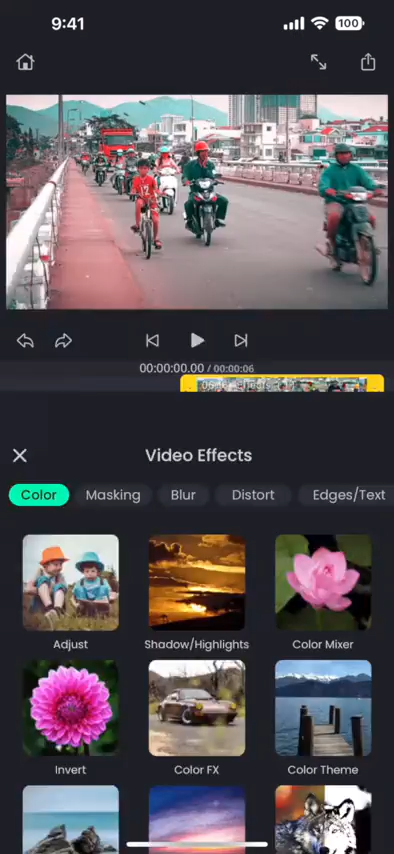 9:41
100
00:00:00.00 / 00:00:06
Video Effects
Color
Masking
Blur
Distort
Edges/Text
Adjust
Shadow/Highlights
Color Mixer
Invert
Color FX
Color Theme